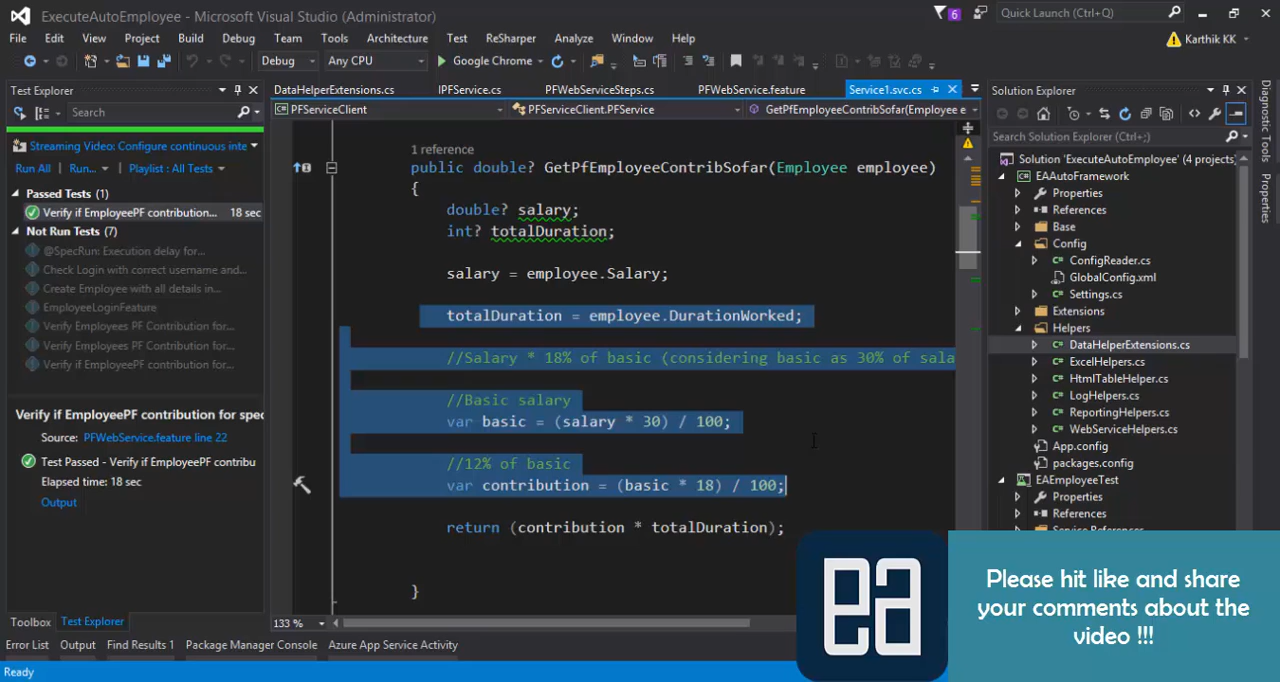 ExecuteAutoEmployee - Microsoft Visual Studio (Administrator)
6
Quick Launch (Ctrl+Q)
File Edit View Project Build Debug Team Tools Architecture Test ReSharper Analyze Window Help
Karthik KK
Debug Any CPU Google Chrome
Test Explorer
Search
Streaming Video: Configure continuous inte
Run All Run... Playlist : All Tests
Passed Tests (1)
Verify if EmployeePF contribution... 18 sec
Not Run Tests (7)
@SpecRun: Execution delay for...
Check Login with correct username and...
Create Employee with all details in...
EmployeeLoginFeature
Verify Employees PF Contribution for...
Verify Employees PF Contribution for...
Verify if EmployeePF contribution for...
Verify if EmployeePF contribution for spec
Source: PFWebService.feature line 22
Test Passed - Verify if EmployeePF contribu
Elapsed time: 18 sec
Output
Toolbox Test Explorer
DataHelperExtensions.cs IPFService.cs PFWebServiceSteps.cs PFWebService.feature Service1.svc.cs
PFServiceClient PFServiceClient.PFService GetPfEmployeeContribSofar(Employee e
1 reference
public double? GetPfEmployeeContribSofar(Employee employee)
{
double? salary;
int? totalDuration;
salary = employee.Salary;
totalDuration = employee.DurationWorked;
//Salary * 18% of basic (considering basic as 30% of sala
//Basic salary
var basic = (salary * 30) / 100;
//12% of basic
var contribution = (basic * 18) / 100;
return (contribution * totalDuration);
}
133 %
Solution Explorer
Search Solution Explorer (Ctrl+;)
Solution 'ExecuteAutoEmployee' (4 projects)
EAAutoFramework
Properties
References
Base
Config
ConfigReader.cs
GlobalConfig.xml
Settings.cs
Extensions
Helpers
DataHelperExtensions.cs
ExcelHelpers.cs
HtmlTableHelper.cs
LogHelpers.cs
ReportingHelpers.cs
WebServiceHelpers.cs
App.config
packages.config
EAEmployeeTest
Properties
References
Diagnostic Tools
Properties
Error List Output Find Results 1 Package Manager Console Azure App Service Activity
Ready
ea
Please hit like and share
your comments about the
video !!!